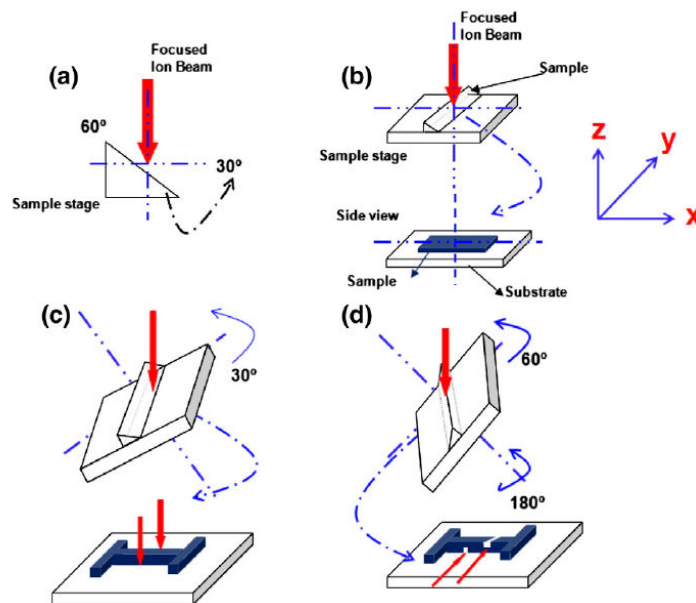 (a)
Focused
Ion Beam
60º
30º
Sample stage
(b)
Focused
Ion Beam
Sample
Sample stage
Side view
Sample
Substrate
z
y
x
(c)
30º
(d)
60º
180º